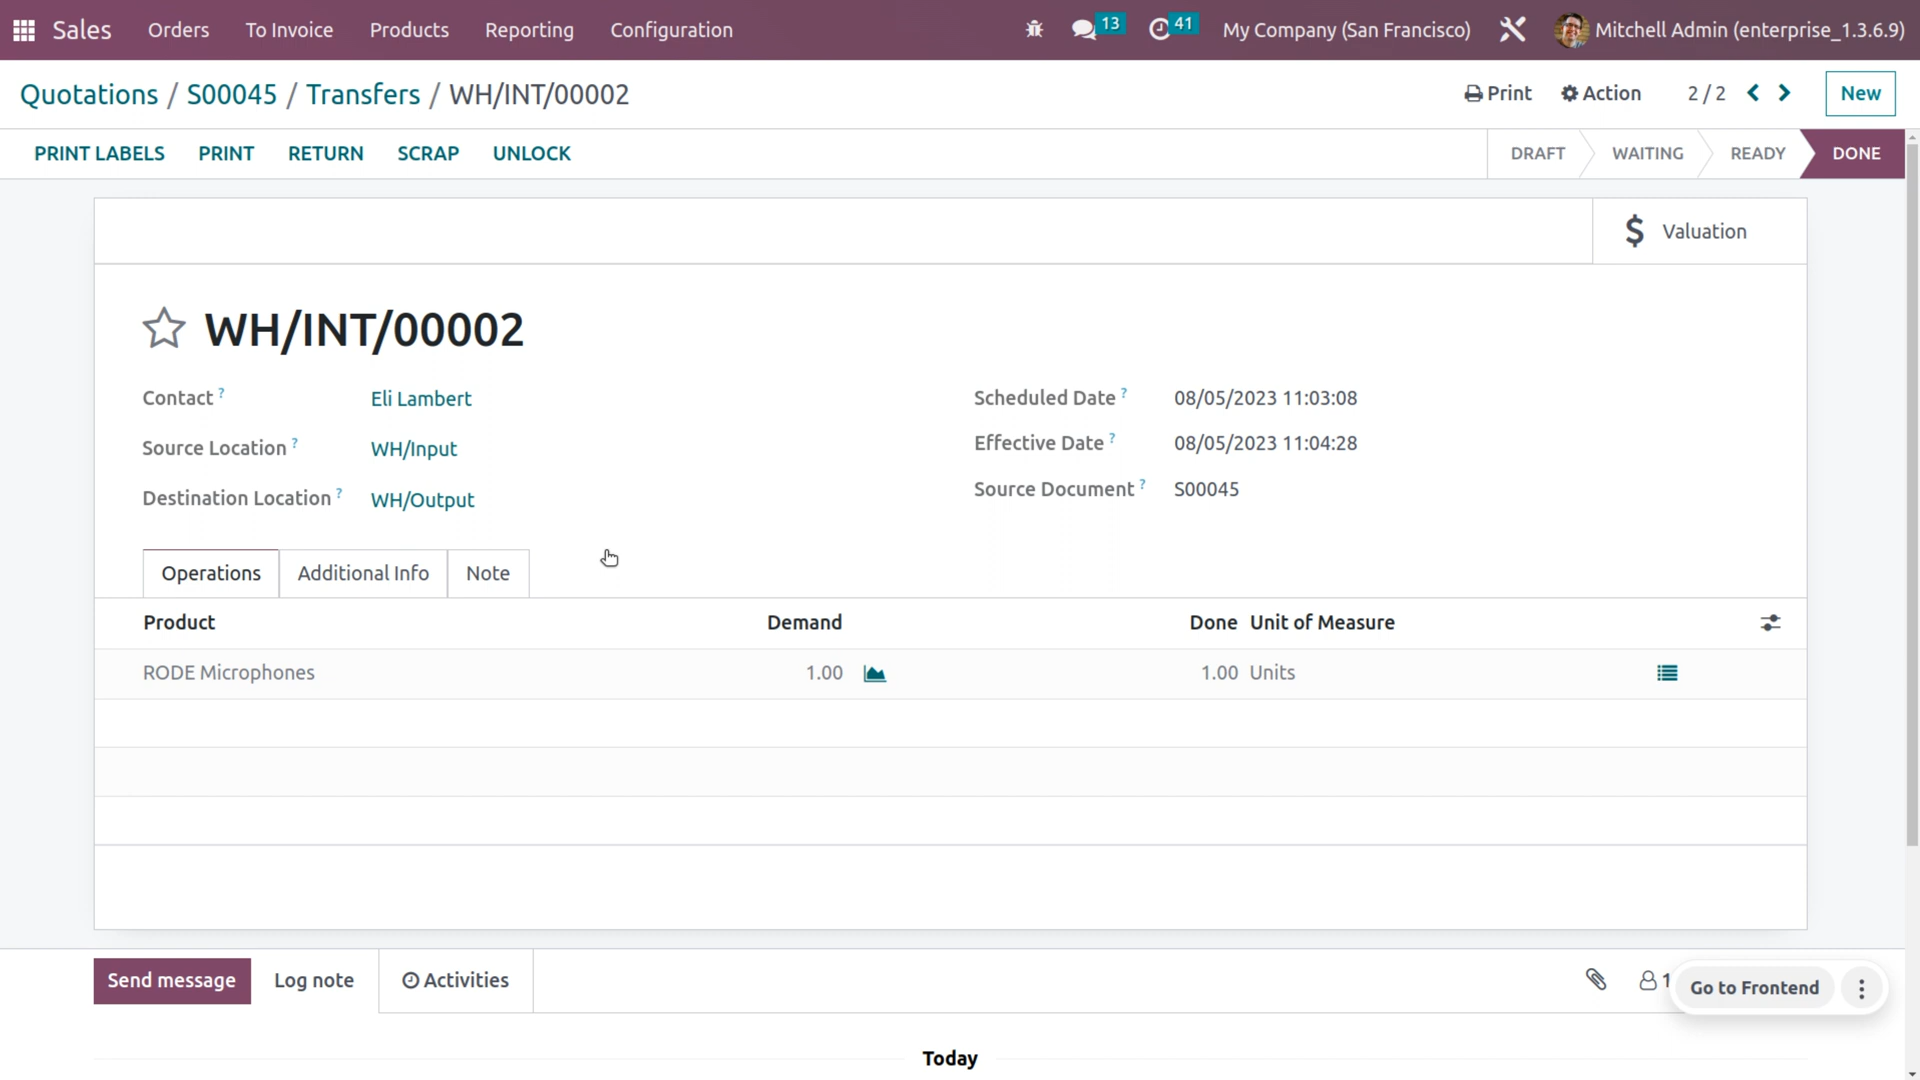 Sales Orders To Invoice Products Reporting Configuration 13 41 My Company (San Francisco) Mitchell Admin (enterprise_1.3.6.9)
Quotations / S00045 / Transfers / WH/INT/00002 Print Action 2 / 2 New
PRINT LABELS PRINT RETURN SCRAP UNLOCK DRAFT WAITING READY DONE
$ Valuation
WH/INT/00002
Contact ? Eli Lambert Scheduled Date ? 08/05/2023 11:03:08
Source Location ? WH/Input Effective Date ? 08/05/2023 11:04:28
Destination Location ? WH/Output Source Document ? S00045
Operations Additional Info Note
Product Demand Done Unit of Measure
RODE Microphones 1.00 1.00 Units
Send message Log note Activities 1 Go to Frontend
Today